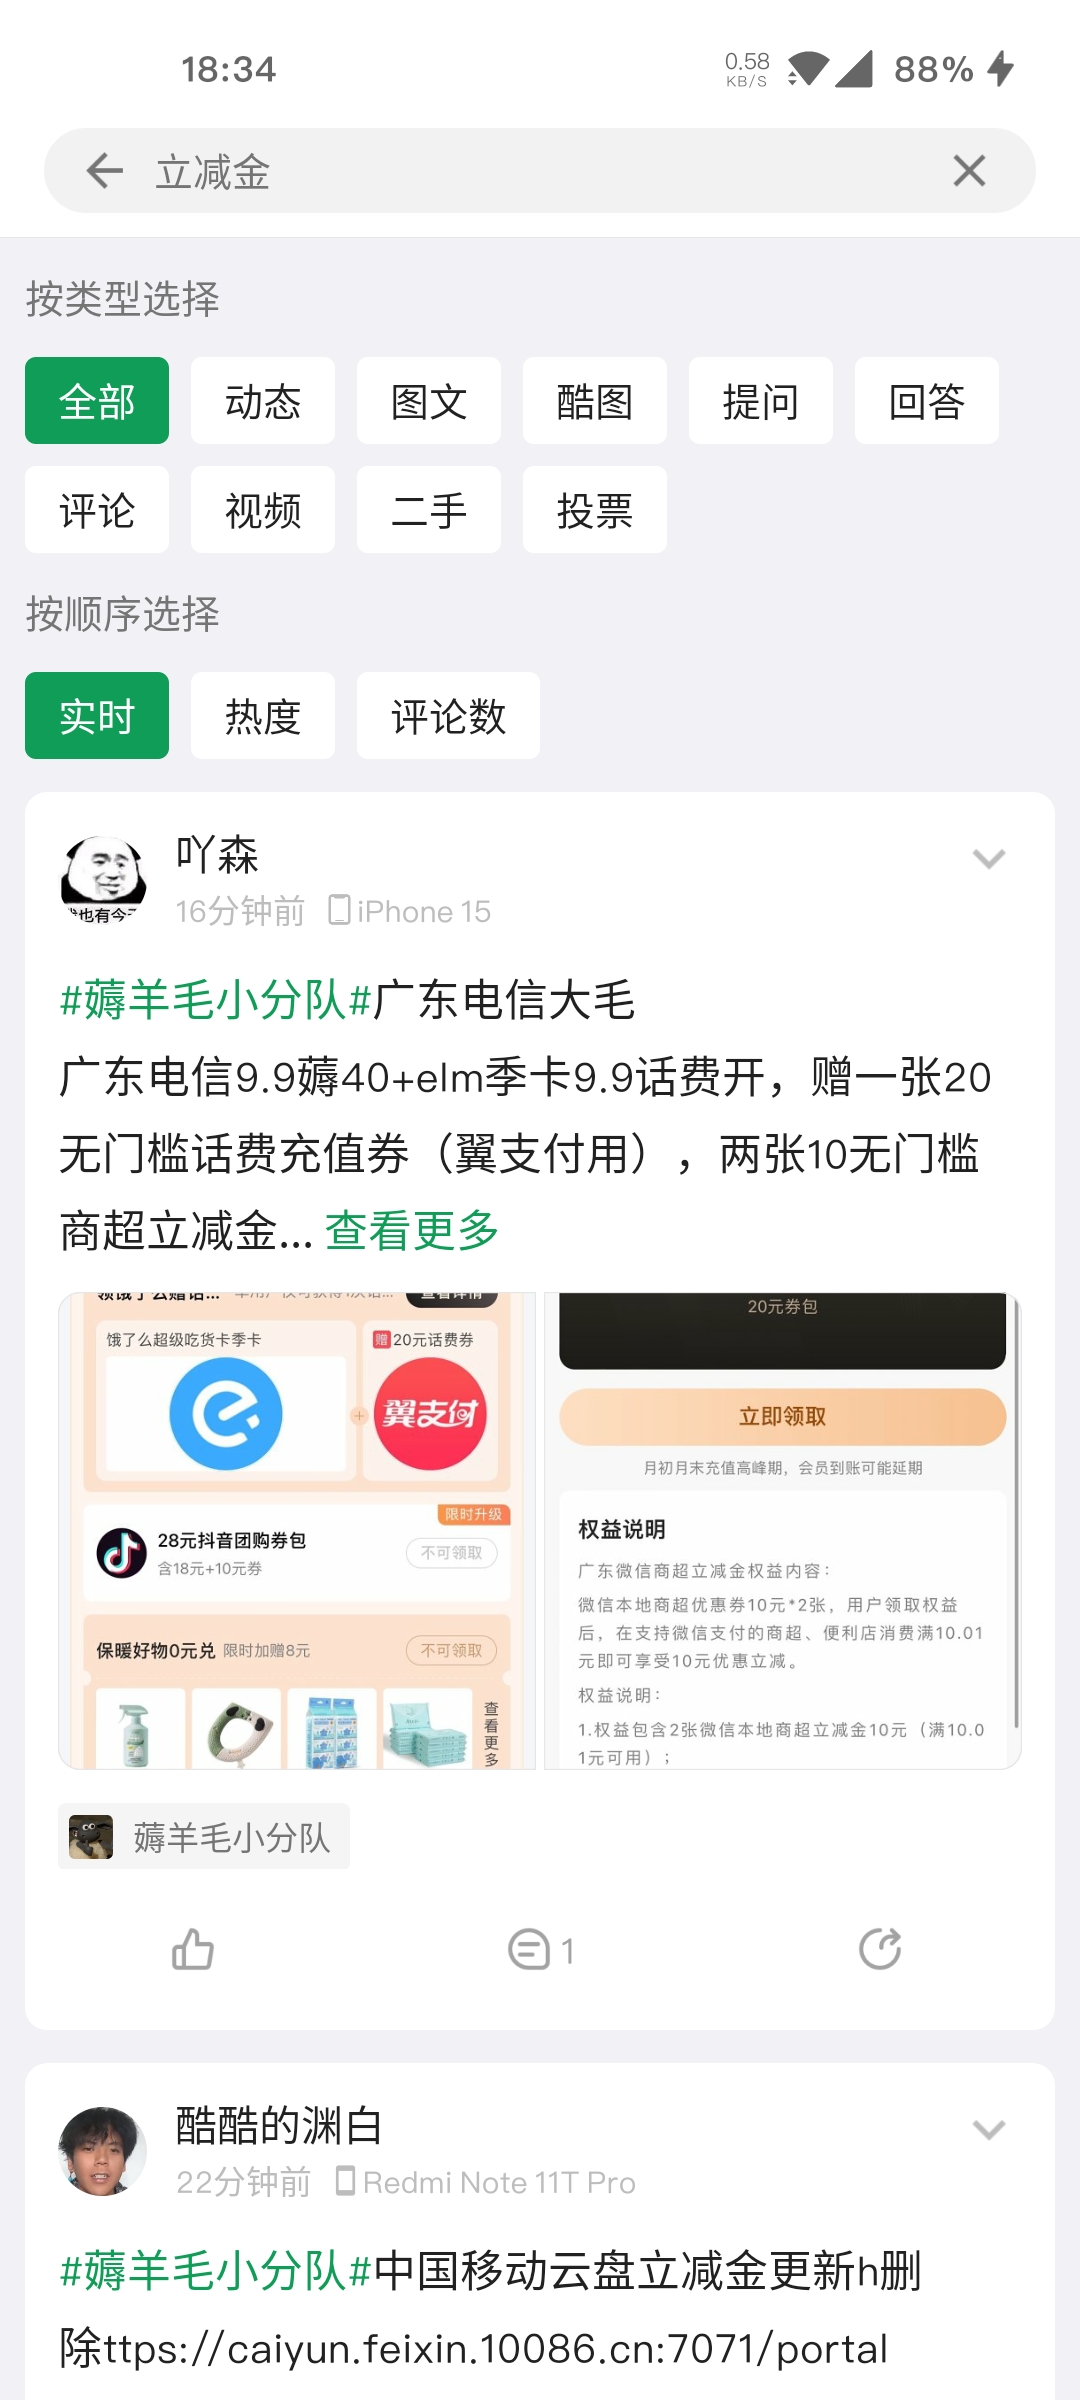 18:34
0.58
KB/S
88%
立减金
按类型选择
全部 动态 图文 酷图 提问 回答
评论 视频 二手 投票
按顺序选择
实时 热度 评论数
吖森
16分钟前 iPhone 15
#薅羊毛小分队#广东电信大毛
广东电信9.9薅40+elm季卡9.9话费开，赠一张20
无门槛话费充值券（翼支付用），两张10无门槛
商超立减金... 查看更多
饿了么超级吃货卡季卡
赠 20元话费券
翼支付
限时升级
28元抖音团购券包
含18元+10元券
不可领取
保暖好物0元兑 限时加赠8元
不可领取
查看更多
20元券包
立即领取
月初月末充值高峰期，会员到账可能延期
权益说明
广东微信商超立减金权益内容：
微信本地商超优惠券10元*2张，用户领取权益
后，在支持微信支付的商超、便利店消费满10.01
元即可享受10元优惠立减。
权益说明：
1.权益包含2张微信本地商超立减金10元（满10.0
1元可用）；
薅羊毛小分队
1
酷酷的渊白
22分钟前 Redmi Note 11T Pro
#薅羊毛小分队#中国移动云盘立减金更新h删
除ttps://caiyun.feixin.10086.cn:7071/portal